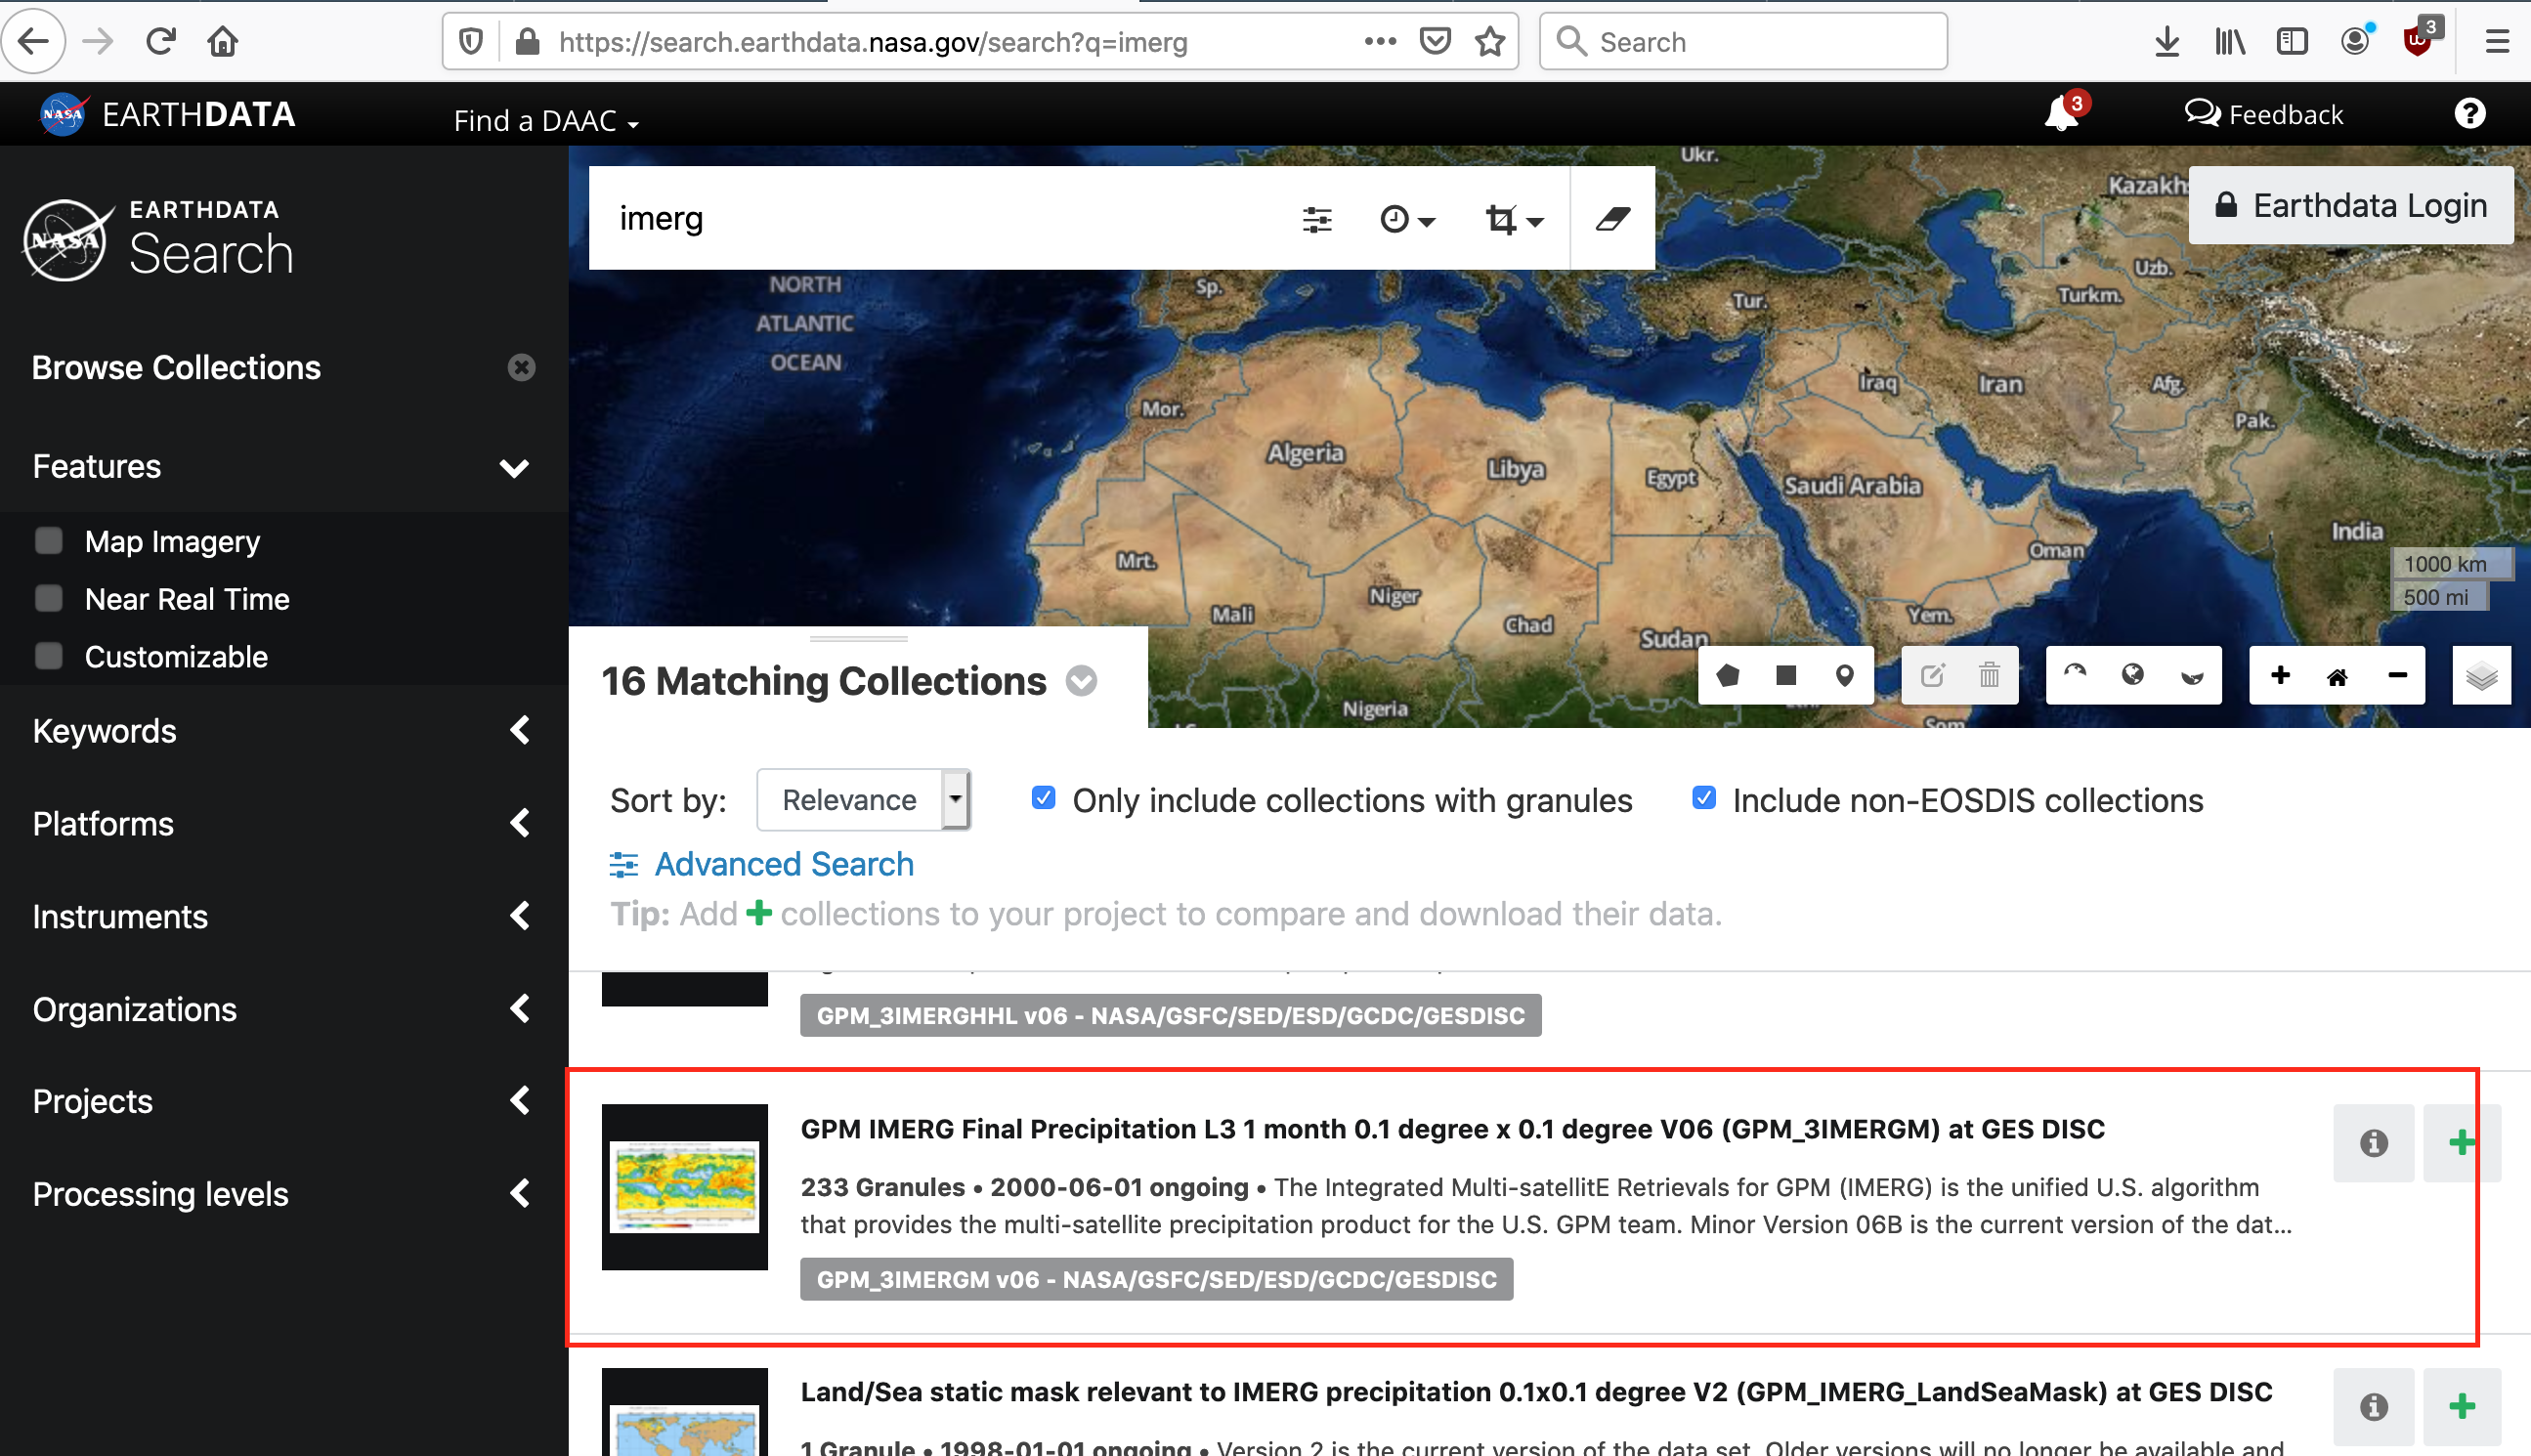 https://search.earthdata.nasa.gov/search?q=imerg
Search
3
NASA EARTHDATA
Find a DAAC
3
Feedback
Earthdata Login
NASA
EARTHDATA
Search
imerg
Browse Collections
Features
Map Imagery
Near Real Time
Customizable
Keywords
Platforms
Instruments
Organizations
Projects
Processing levels
Ukr.
Kazakh
Uzb.
Turkm.
NORTH
ATLANTIC
OCEAN
Sp.
Tur.
Mor.
Iraq
Iran
Afg.
Pak.
Algeria
Libya
Egypt
Saudi Arabia
India
Mrt.
Oman
Mali
Niger
Chad
Sudan
Yem.
Nigeria
Som.
1000 km
500 mi
16 Matching Collections
Sort by:
Relevance
Only include collections with granules
Include non-EOSDIS collections
Advanced Search
Tip: Add + collections to your project to compare and download their data.
GPM_3IMERGHHL v06 - NASA/GSFC/SED/ESD/GCDC/GESDISC
GPM IMERG Final Precipitation L3 1 month 0.1 degree x 0.1 degree V06 (GPM_3IMERGM) at GES DISC
233 Granules • 2000-06-01 ongoing • The Integrated Multi-satellitE Retrievals for GPM (IMERG) is the unified U.S. algorithm
that provides the multi-satellite precipitation product for the U.S. GPM team. Minor Version 06B is the current version of the dat...
GPM_3IMERGM v06 - NASA/GSFC/SED/ESD/GCDC/GESDISC
Land/Sea static mask relevant to IMERG precipitation 0.1x0.1 degree V2 (GPM_IMERG_LandSeaMask) at GES DISC
1 Granule • 1998-01-01 ongoing • Version 2 is the current version of the data set. Older versions will no longer be available and